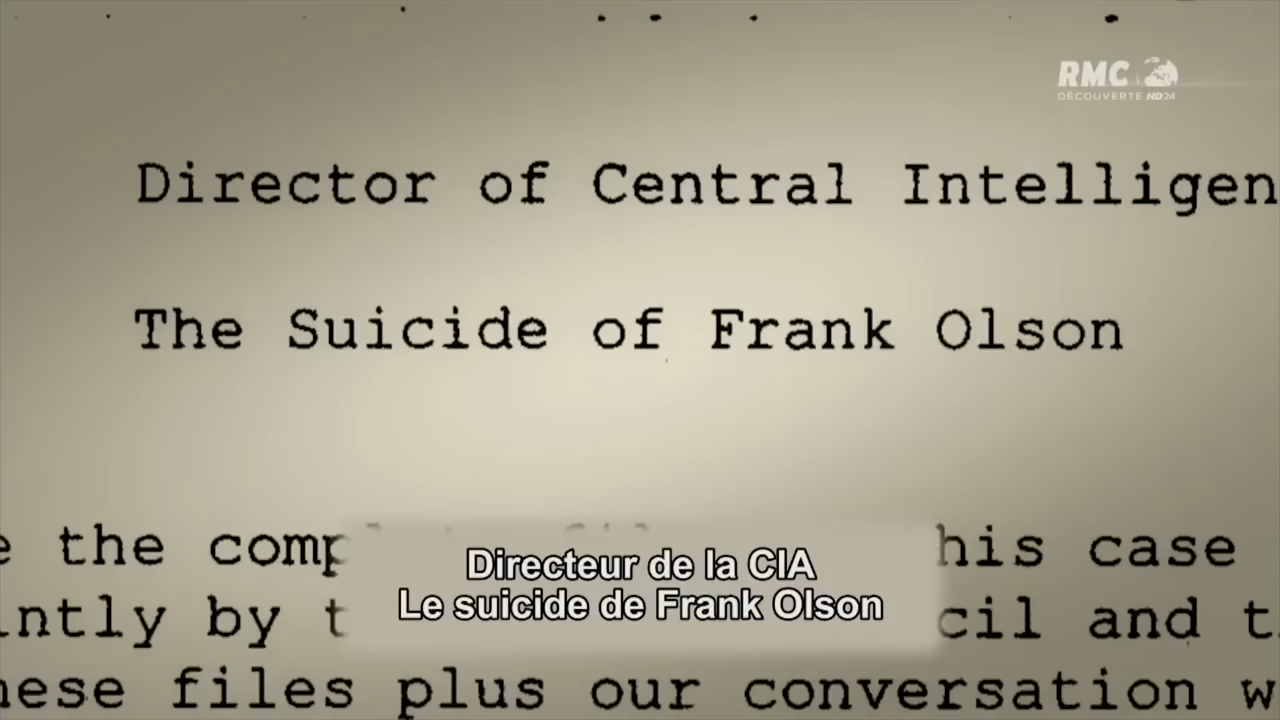 RMC
DÉCOUVERTE HD24
Director of Central Intelligen
The Suicide of Frank Olson
e the comp his case
intly by t cil and t
hese files plus our conversation w
Directeur de la CIA
Le suicide de Frank Olson